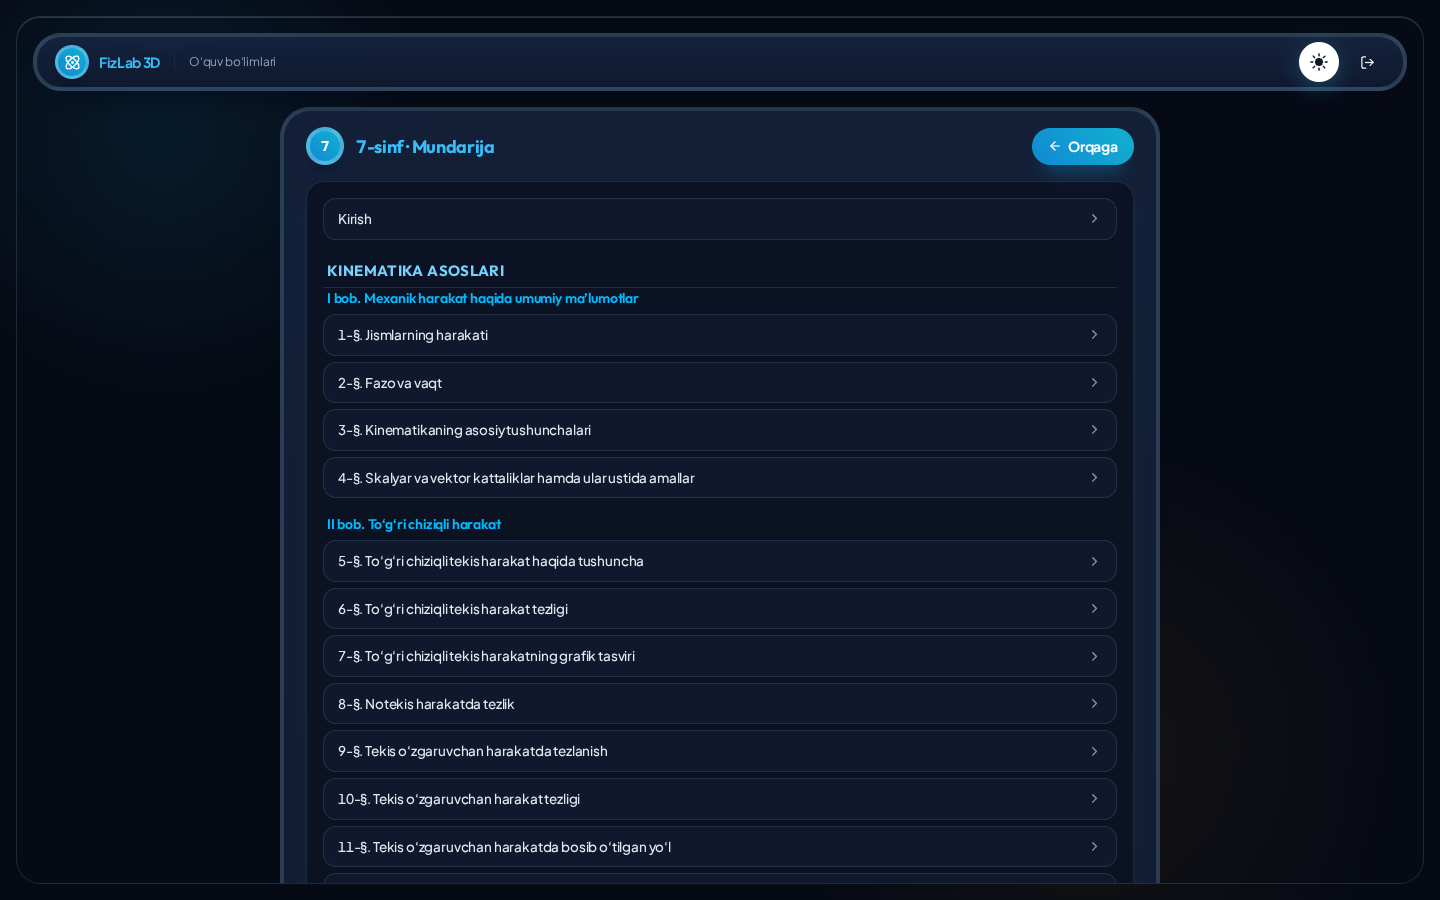 FizLab 3D
O'quv bo'limlari
7
7-sinf · Mundarija
Orqaga
Kirish
KINEMATIKA ASOSLARI
I bob. Mexanik harakat haqida umumiy ma’lumotlar
1-§. Jismlarning harakati
2-§. Fazo va vaqt
3-§. Kinematikaning asosiy tushunchalari
4-§. Skalyar va vektor kattaliklar hamda ular ustida amallar
II bob. To‘g‘ri chiziqli harakat
5-§. To‘g‘ri chiziqli tekis harakat haqida tushuncha
6-§. To‘g‘ri chiziqli tekis harakat tezligi
7-§. To‘g‘ri chiziqli tekis harakatning grafik tasviri
8-§. Notekis harakatda tezlik
9-§. Tekis o‘zgaruvchan harakatda tezlanish
10-§. Tekis o‘zgaruvchan harakat tezligi
11-§. Tekis o‘zgaruvchan harakatda bosib o‘tilgan yo‘l